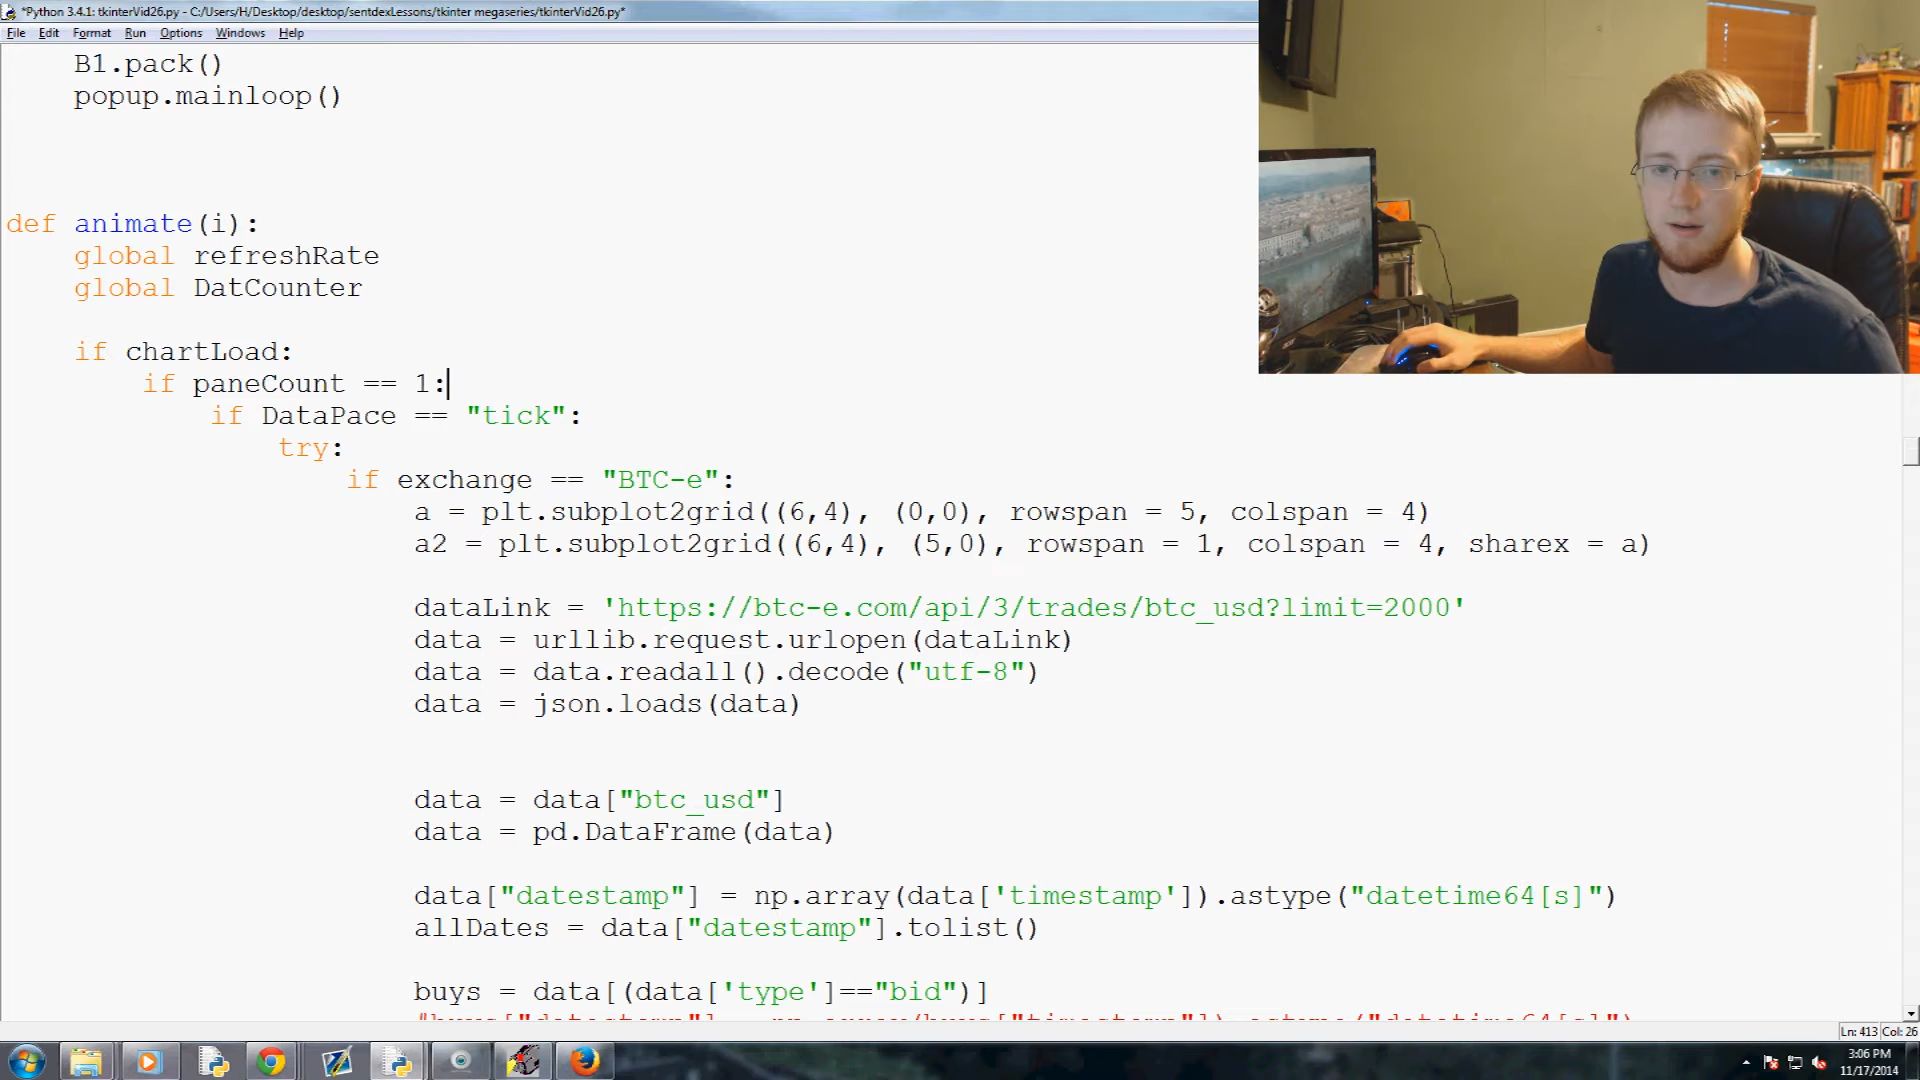 *Python 3.4.1: tkinterVid26.py - C:/Users/H/Desktop/desktop/sentdexLessons/tkinter megaseries/tkinterVid26.py*
File Edit Format Run Options Windows Help
B1.pack()
popup.mainloop()
def animate(i):
global refreshRate
global DatCounter
if chartLoad:
if paneCount == 1:
if DataPace == "tick":
try:
if exchange == "BTC-e":
a = plt.subplot2grid((6,4), (0,0), rowspan = 5, colspan = 4)
a2 = plt.subplot2grid((6,4), (5,0), rowspan = 1, colspan = 4, sharex = a)
dataLink = 'https://btc-e.com/api/3/trades/btc_usd?limit=2000'
data = urllib.request.urlopen(dataLink)
data = data.readall().decode("utf-8")
data = json.loads(data)
data = data["btc_usd"]
data = pd.DataFrame(data)
data["datestamp"] = np.array(data['timestamp']).astype("datetime64[s]")
allDates = data["datestamp"].tolist()
buys = data[(data['type']=="bid")]
Ln: 413 Col: 26
3:06 PM
11/17/2014